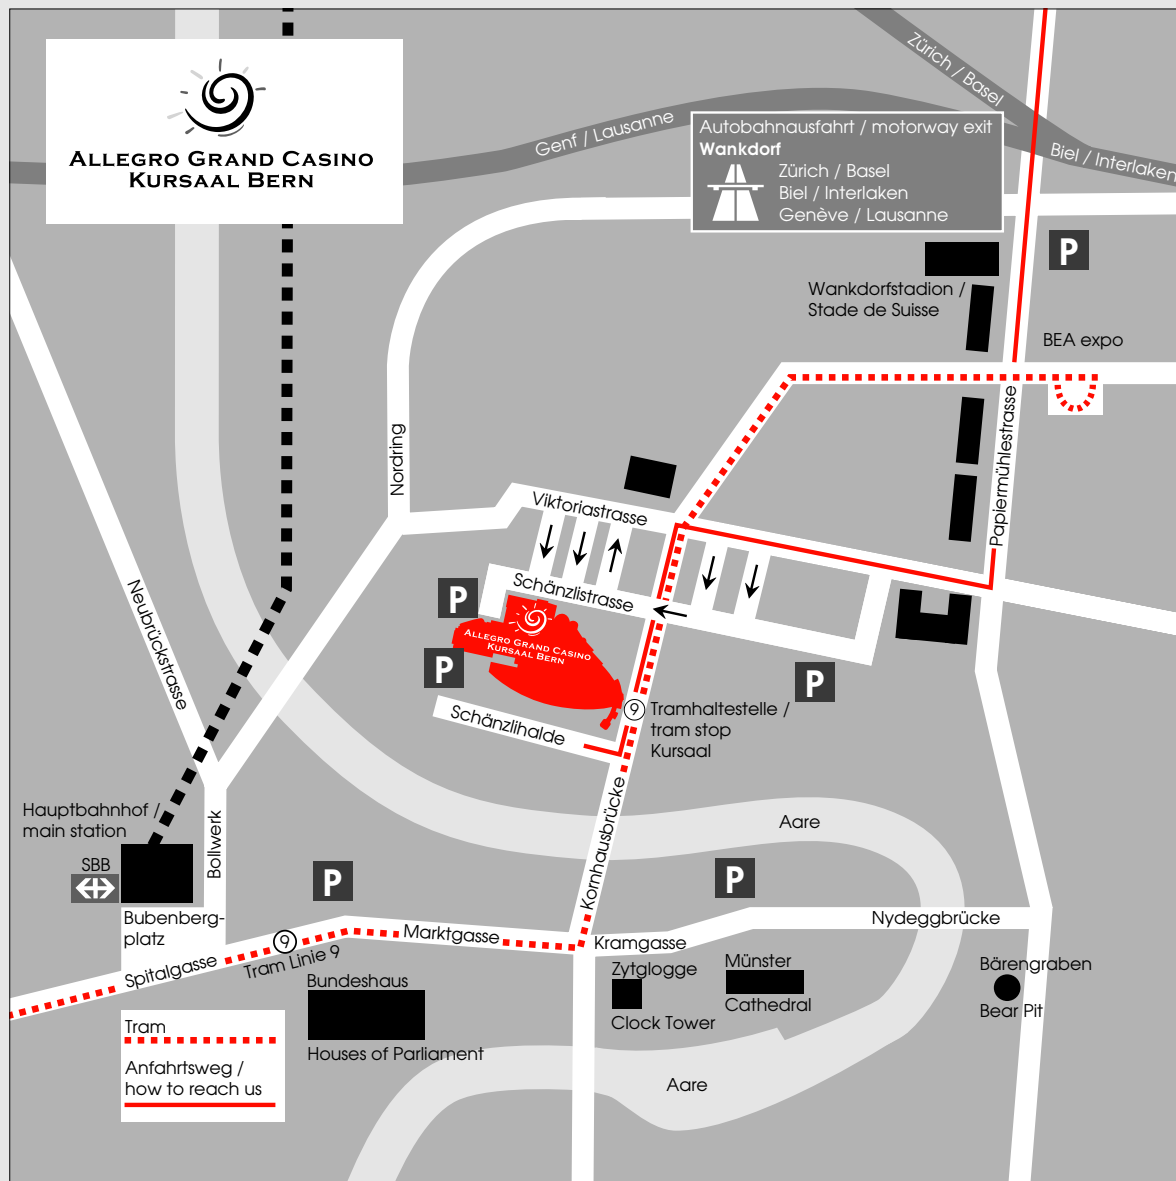 ALLEGRO GRAND CASINO
KURSAAL BERN
Zürich / Basel
Genf / Lausanne
Autobahnausfahrt / motorway exit
Wankdorf
Zürich / Basel
Biel / Interlaken
Genève / Lausanne
Biel / Interlaken
P
Wankdorfstadion /
Stade de Suisse
BEA expo
Nordring
Papiermühlestrasse
Viktoriastrasse
Schänzlistrasse
P
ALLEGRO GRAND CASINO
KURSAAL BERN
P
P
Neubrückstrasse
Schänzlihalde
9
Tramhaltestelle /
tram stop
Kursaal
Hauptbahnhof /
main station
SBB
Bollwerk
Kornhausbrücke
Aare
P
P
Bubenberg-
platz
Spitalgasse
9
Tram Linie 9
Marktgasse
Kramgasse
Nydeggbrücke
Zytglogge
Clock Tower
Münster
Cathedral
Bärengraben
Bear Pit
Bundeshaus
Houses of Parliament
Aare
Tram
Anfahrtsweg /
how to reach us